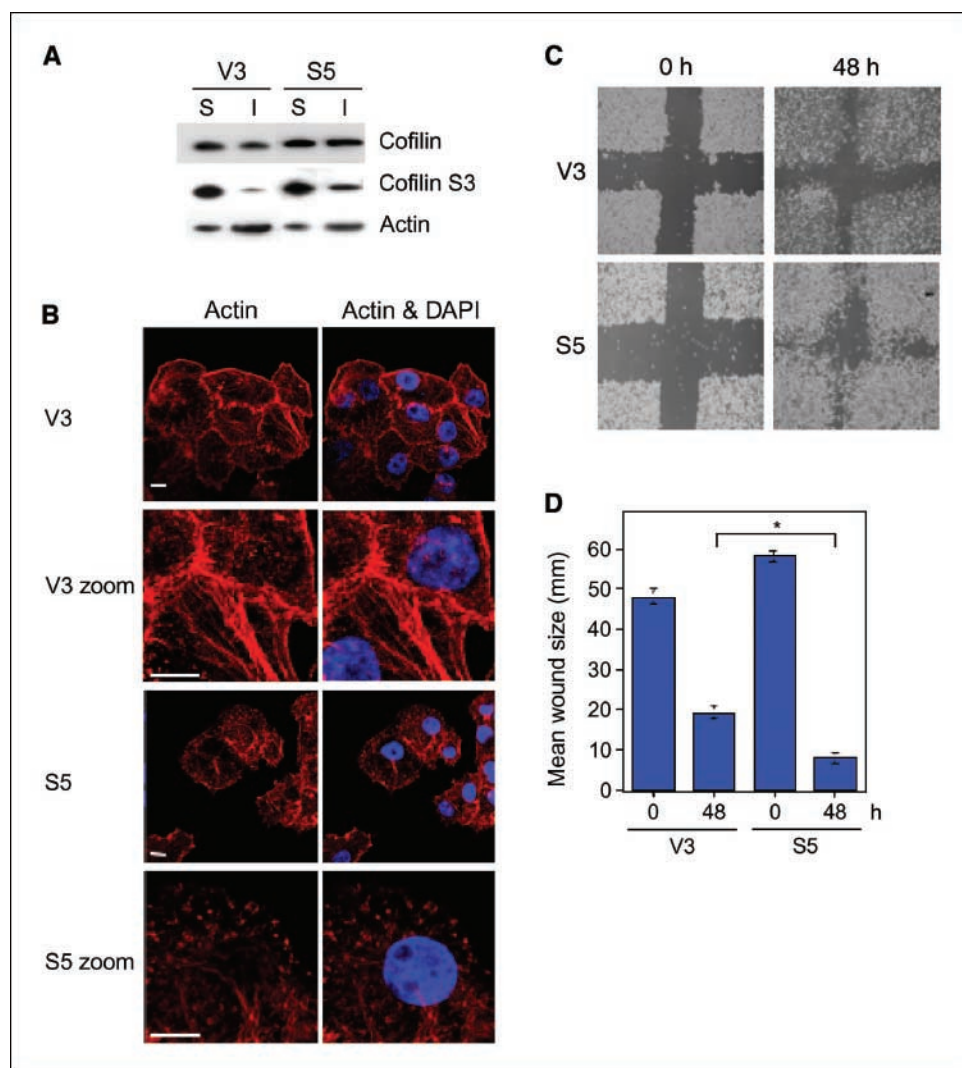 A
V3 S5
S I S I
Cofilin
Cofilin S3
Actin
B
Actin Actin & DAPI
V3
V3 zoom
S5
S5 zoom
C
0 h 48 h
V3
S5
D
*
Mean wound size (mm)
60
50
40
30
20
10
0
0 48 0 48 h
V3 S5